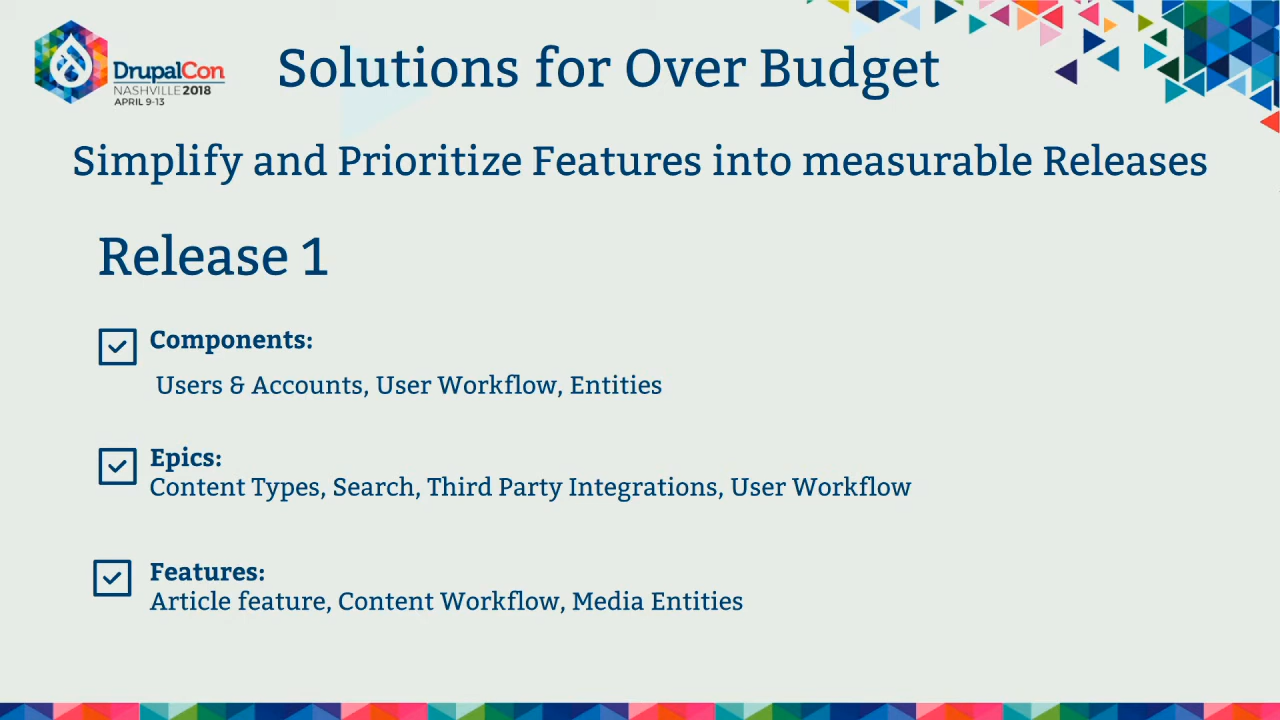 DrupalCon
NASHVILLE 2018
APRIL 9-13
Solutions for Over Budget
Simplify and Prioritize Features into measurable Releases
Release 1
Components:
Users & Accounts, User Workflow, Entities
Epics:
Content Types, Search, Third Party Integrations, User Workflow
Features:
Article feature, Content Workflow, Media Entities